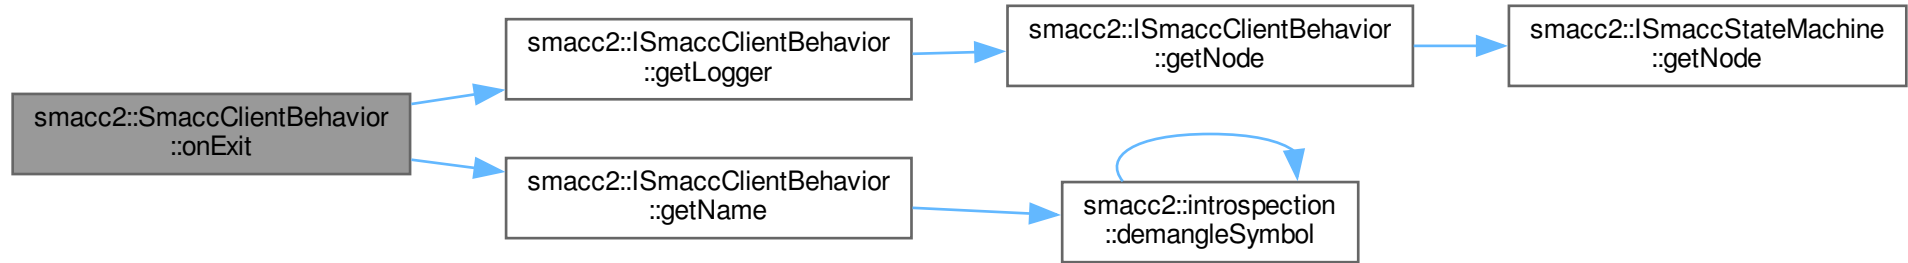 smacc2::SmaccClientBehavior
::onExit
smacc2::ISmaccClientBehavior
::getLogger
smacc2::ISmaccClientBehavior
::getNode
smacc2::ISmaccStateMachine
::getNode
smacc2::ISmaccClientBehavior
::getName
smacc2::introspection
::demangleSymbol